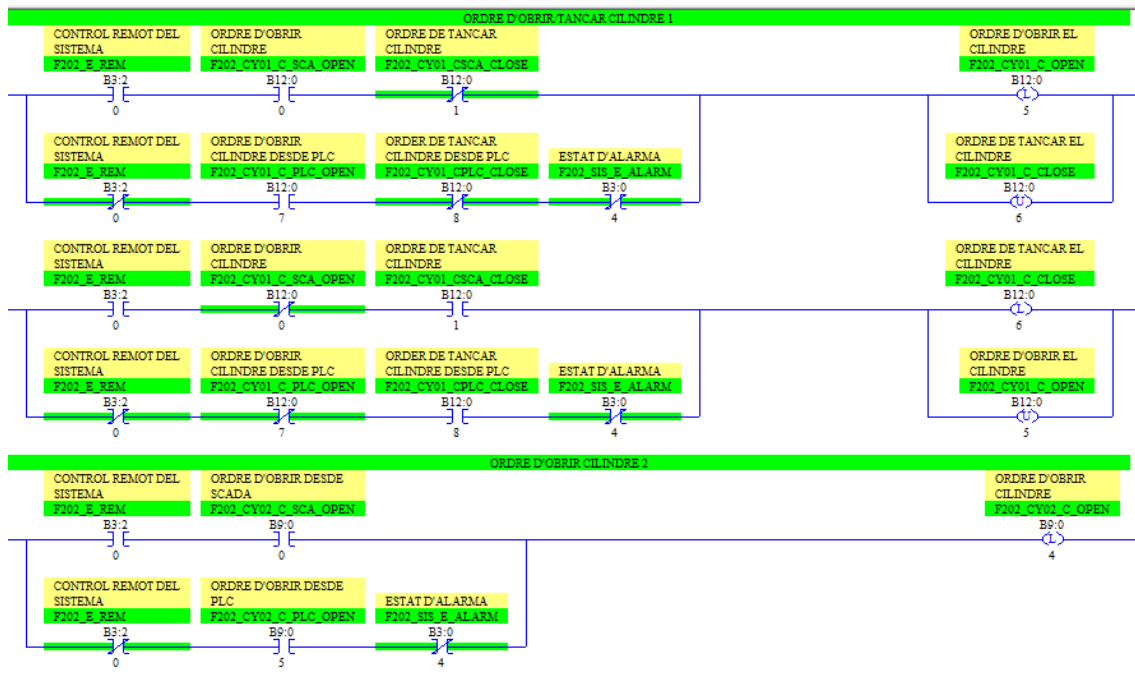 ORDRE D'OBRIR/TANCAR CILINDRE 1
CONTROL REMOT DEL
SISTEMA
F202_E_REM
B3:2
0
ORDRE D'OBRIR
CILINDRE
F202_CY01_C_SCA_OPEN
B12:0
0
ORDRE DE TANCAR
CILINDRE
F202_CY01_CSCA_CLOSE
B12:0
1
ORDRE D'OBRIR EL
CILINDRE
F202_CY01_C_OPEN
B12:0
L
5
CONTROL REMOT DEL
SISTEMA
F202_E_REM
B3:2
0
ORDRE D'OBRIR
CILINDRE DESDE PLC
F202_CY01_C_PLC_OPEN
B12:0
7
ORDER DE TANCAR
CILINDRE DESDE PLC
F202_CY01_CPLC_CLOSE
B12:0
8
ESTAT D'ALARMA
F202_SIS_E_ALARM
B3:0
4
ORDRE DE TANCAR EL
CILINDRE
F202_CY01_C_CLOSE
B12:0
U
6
CONTROL REMOT DEL
SISTEMA
F202_E_REM
B3:2
0
ORDRE D'OBRIR
CILINDRE
F202_CY01_C_SCA_OPEN
B12:0
0
ORDRE DE TANCAR
CILINDRE
F202_CY01_CSCA_CLOSE
B12:0
1
ORDRE DE TANCAR EL
CILINDRE
F202_CY01_C_CLOSE
B12:0
L
6
CONTROL REMOT DEL
SISTEMA
F202_E_REM
B3:2
0
ORDRE D'OBRIR
CILINDRE DESDE PLC
F202_CY01_C_PLC_OPEN
B12:0
7
ORDER DE TANCAR
CILINDRE DESDE PLC
F202_CY01_CPLC_CLOSE
B12:0
8
ESTAT D'ALARMA
F202_SIS_E_ALARM
B3:0
4
ORDRE D'OBRIR EL
CILINDRE
F202_CY01_C_OPEN
B12:0
U
5
ORDRE D'OBRIR CILINDRE 2
CONTROL REMOT DEL
SISTEMA
F202_E_REM
B3:2
0
ORDRE D'OBRIR DESDE
SCADA
F202_CY02_C_SCA_OPEN
B9:0
0
ORDRE D'OBRIR
CILINDRE
F202_CY02_C_OPEN
B9:0
L
4
CONTROL REMOT DEL
SISTEMA
F202_E_REM
B3:2
0
ORDRE D'OBRIR DESDE
PLC
F202_CY02_C_PLC_OPEN
B9:0
5
ESTAT D'ALARMA
F202_SIS_E_ALARM
B3:0
4